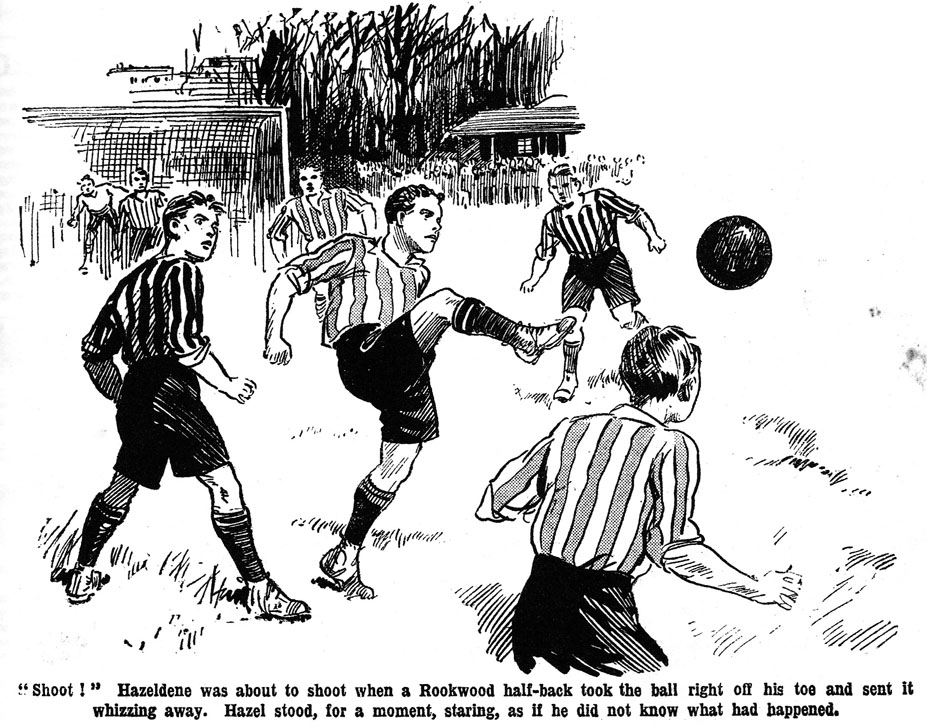 “Shoot!” Hazeldene was about to shoot when a Rookwood half-back took the ball right off his toe and sent it
whizzing away. Hazel stood, for a moment, staring, as if he did not know what had happened.